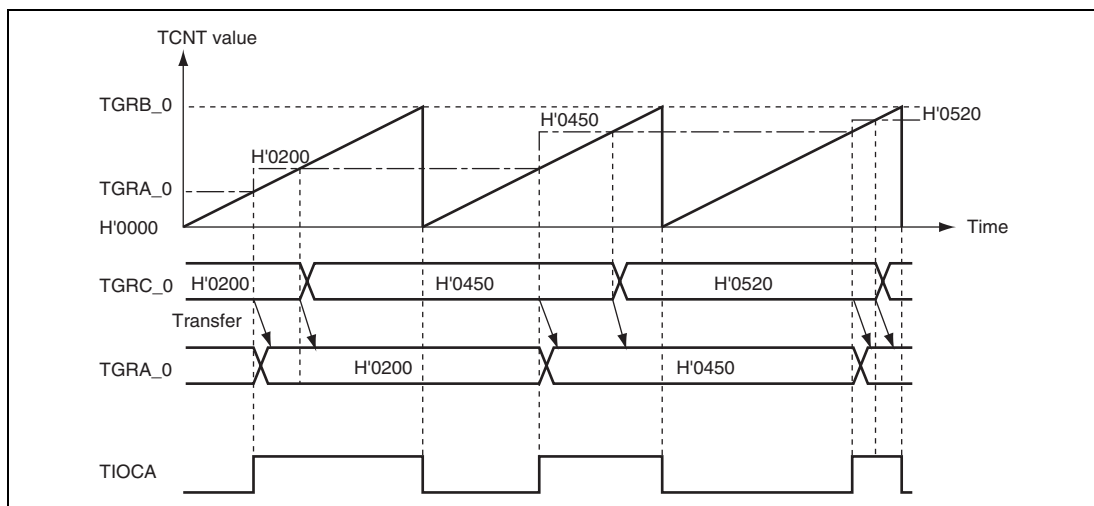 TCNT value
TGRB_0
H'0520
H'0450
H'0200
TGRA_0
H'0000
Time
TGRC_0
H'0200
H'0450
H'0520
Transfer
TGRA_0
H'0200
H'0450
TIOCA